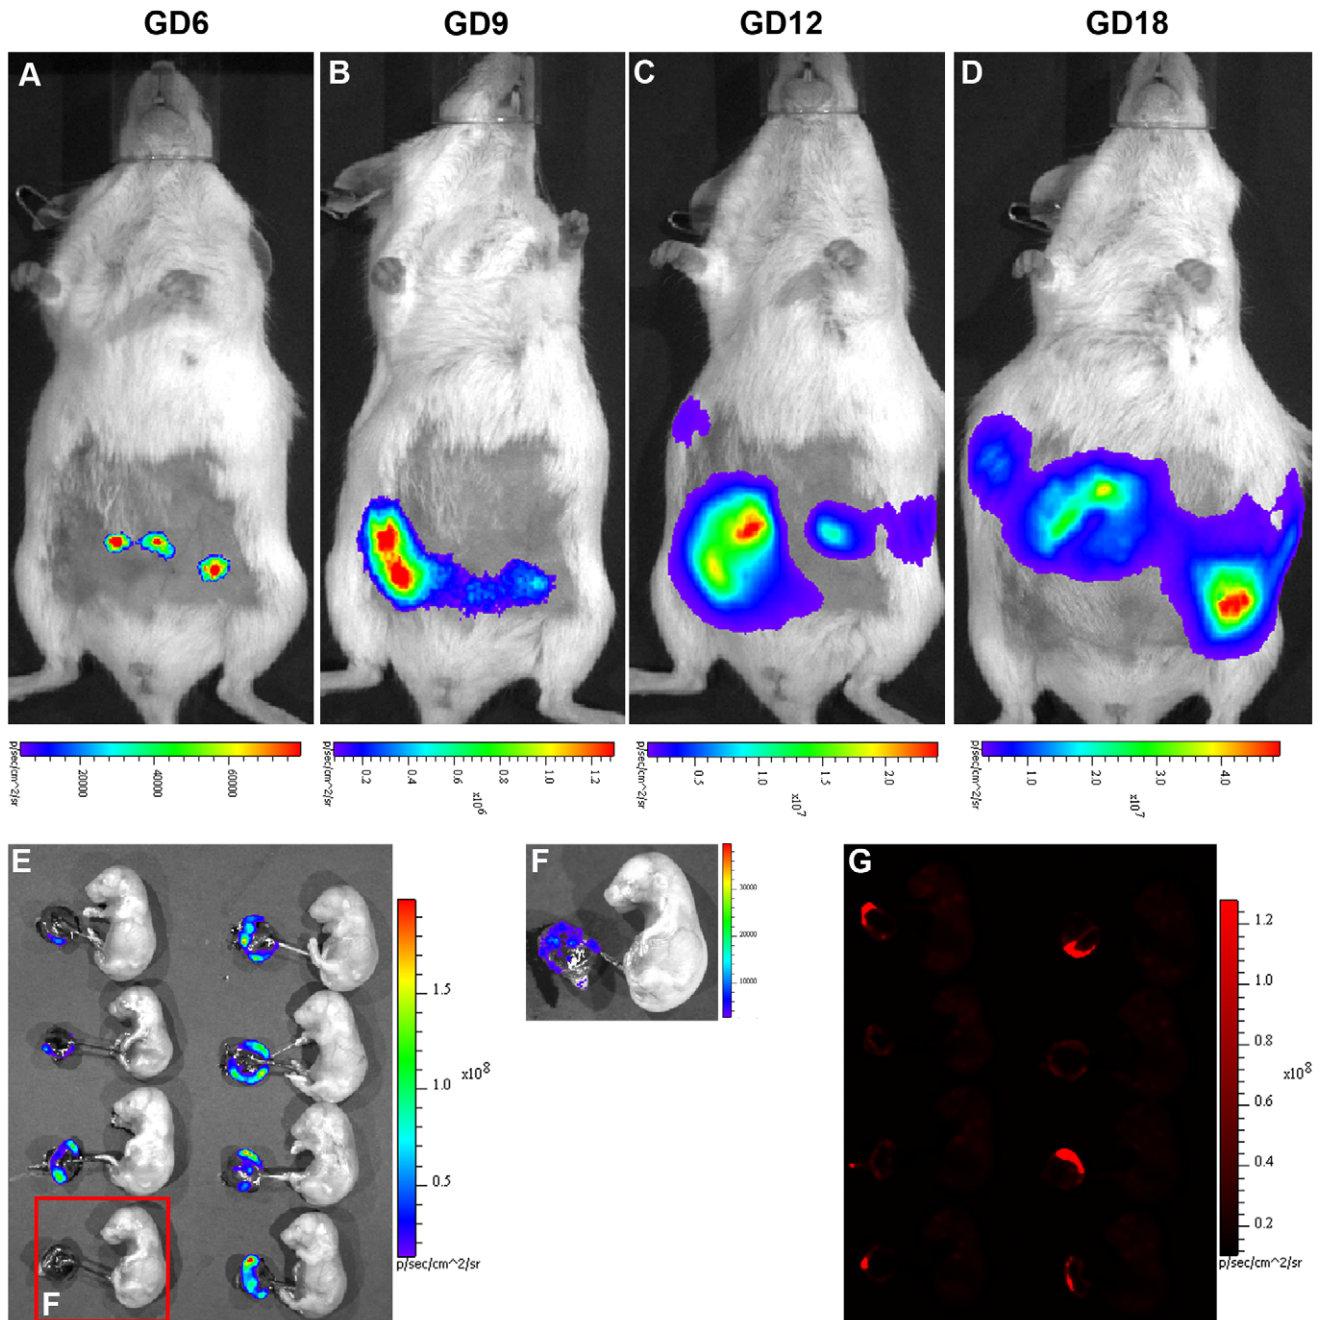 GD6 GD9 GD12 GD18
A B C D
p/sec/cm^2/sr 20000 40000 60000
p/sec/cm^2/sr 0.2 0.4 0.6 0.8 1.0 1.2
x10^6
p/sec/cm^2/sr 0.5 1.0 1.5 2.0
x10^7
p/sec/cm^2/sr 1.0 2.0 3.0 4.0
x10^7
E
1.5
x10^8
1.0
0.5
p/sec/cm^2/sr
F
F
30000
20000
10000
G
1.2
1.0
0.8
x10^8
0.6
0.4
0.2
p/sec/cm^2/sr